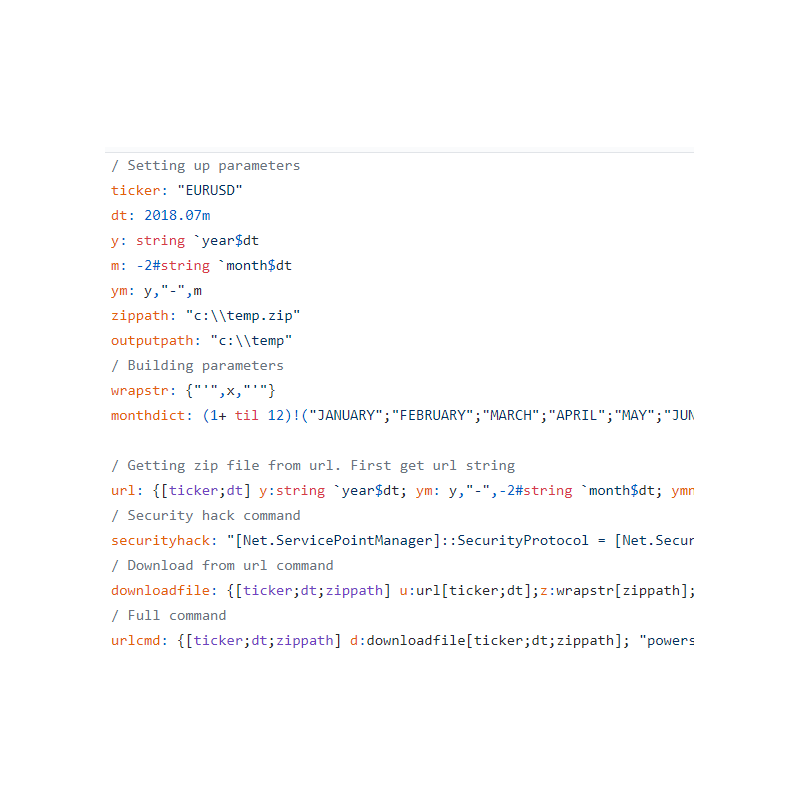 / Setting up parameters
ticker: "EURUSD"
dt: 2018.07m
y: string `year$dt
m: -2#string `month$dt
ym: y,"-",m
zippath: "c:\\temp.zip"
outputpath: "c:\\temp"
/ Building parameters
wrapstr: {"'",x,"'"}
monthdict: (1+ til 12)!("JANUARY";"FEBRUARY";"MARCH";"APRIL";"MAY";"JUN
/ Getting zip file from url. First get url string
url: {[ticker;dt] y:string `year$dt; ym: y,"-",-2#string `month$dt; ymn
/ Security hack command
securityhack: "[Net.ServicePointManager]::SecurityProtocol = [Net.Secur
/ Download from url command
downloadfile: {[ticker;dt;zippath] u:url[ticker;dt];z:wrapstr[zippath];
/ Full command
urlcmd: {[ticker;dt;zippath] d:downloadfile[ticker;dt;zippath]; "powers